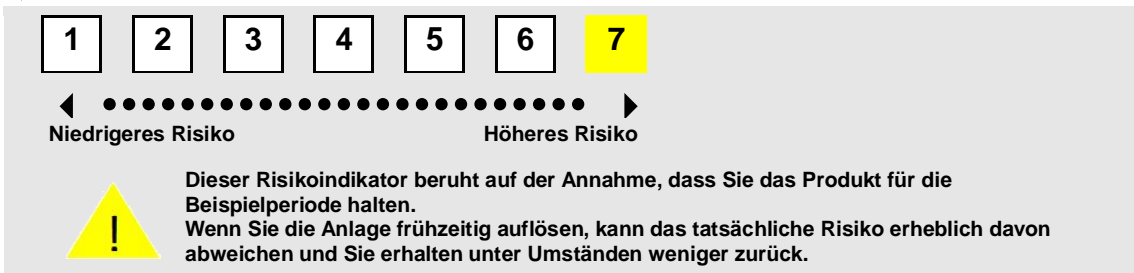 1 2 3 4 5 6 7
Niedrigeres Risiko Höheres Risiko
Dieser Risikoindikator beruht auf der Annahme, dass Sie das Produkt für die
Beispielperiode halten.
Wenn Sie die Anlage frühzeitig auflösen, kann das tatsächliche Risiko erheblich davon
abweichen und Sie erhalten unter Umständen weniger zurück.
!